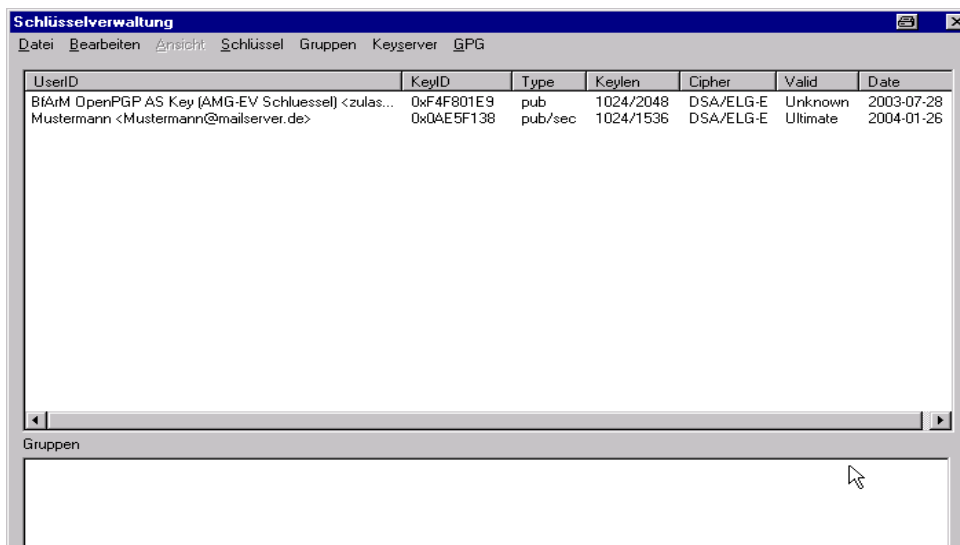 Schlüsselverwaltung
Datei Bearbeiten Ansicht Schlüssel Gruppen Keyserver GPG
UserID KeyID Type Keylen Cipher Valid Date
BfArM OpenPGP AS Key (AMG-EV Schluessel) <zulas... 0xF4F801E9 pub 1024/2048 DSA/ELG-E Unknown 2003-07-28
Mustermann <Mustermann@mailserver.de> 0x0AE5F138 pub/sec 1024/1536 DSA/ELG-E Ultimate 2004-01-26
Gruppen